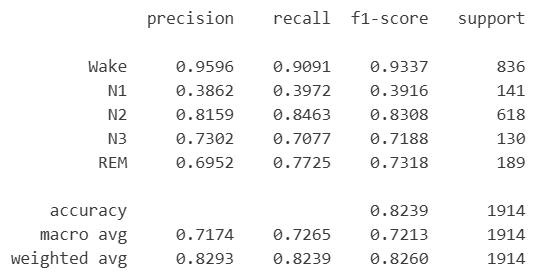 precision recall f1-score support
Wake 0.9596 0.9091 0.9337 836
N1 0.3862 0.3972 0.3916 141
N2 0.8159 0.8463 0.8308 618
N3 0.7302 0.7077 0.7188 130
REM 0.6952 0.7725 0.7318 189
accuracy 0.8239 1914
macro avg 0.7174 0.7265 0.7213 1914
weighted avg 0.8293 0.8239 0.8260 1914